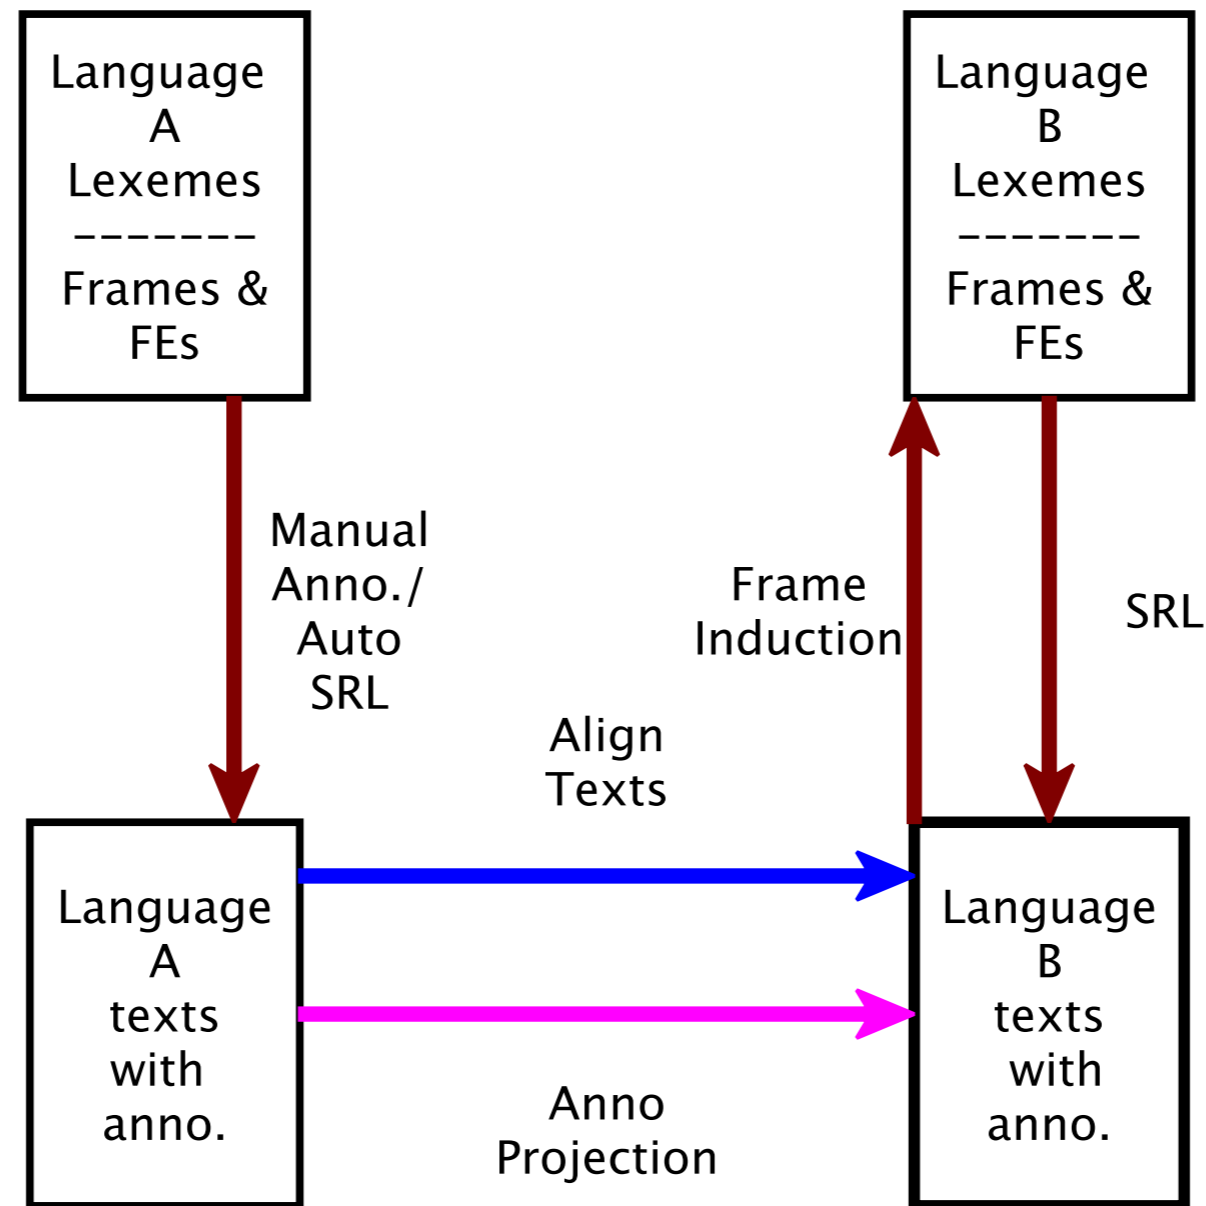 Language
A
Lexemes
-------
Frames &
FEs
Language
B
Lexemes
-------
Frames &
FEs
Manual
Anno./
Auto
SRL
Frame
Induction
SRL
Align
Texts
Language
A
texts
with
anno.
Language
B
texts
with
anno.
Anno
Projection